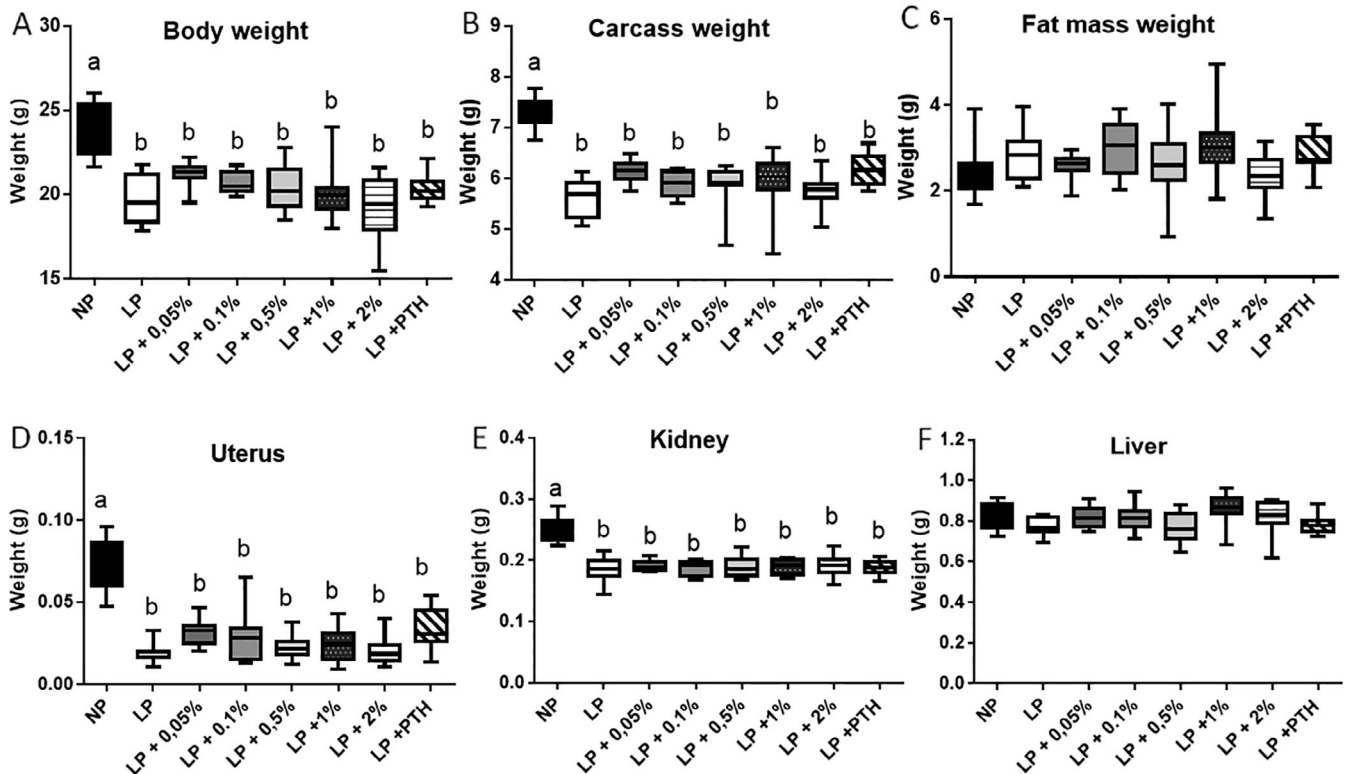 A
Body weight
Weight (g)
30
25
20
15
a
b
b
b
b
b
b
b
NP
LP
LP + 0,05%
LP + 0.1%
LP + 0,5%
LP +1%
LP + 2%
LP +PTH
B
Carcass weight
Weight (g)
9
8
7
6
5
4
a
b
b
b
b
b
b
b
NP
LP
LP + 0,05%
LP + 0.1%
LP + 0,5%
LP +1%
LP + 2%
LP +PTH
C
Fat mass weight
Weight (g)
6
4
2
0
NP
LP
LP + 0,05%
LP + 0.1%
LP + 0,5%
LP +1%
LP + 2%
LP +PTH
D
Uterus
Weight (g)
0.15
0.10
0.05
0.00
a
b
b
b
b
b
b
b
NP
LP
LP + 0,05%
LP + 0.1%
LP + 0,5%
LP +1%
LP + 2%
LP +PTH
E
Kidney
Weight (g)
0.4
0.3
0.2
0.1
0.0
a
b
b
b
b
b
b
b
NP
LP
LP + 0,05%
LP + 0.1%
LP + 0,5%
LP +1%
LP + 2%
LP +PTH
F
Liver
Weight (g)
1.2
1.0
0.8
0.6
0.4
0.2
0.0
NP
LP
LP + 0,05%
LP + 0.1%
LP + 0,5%
LP +1%
LP + 2%
LP +PTH